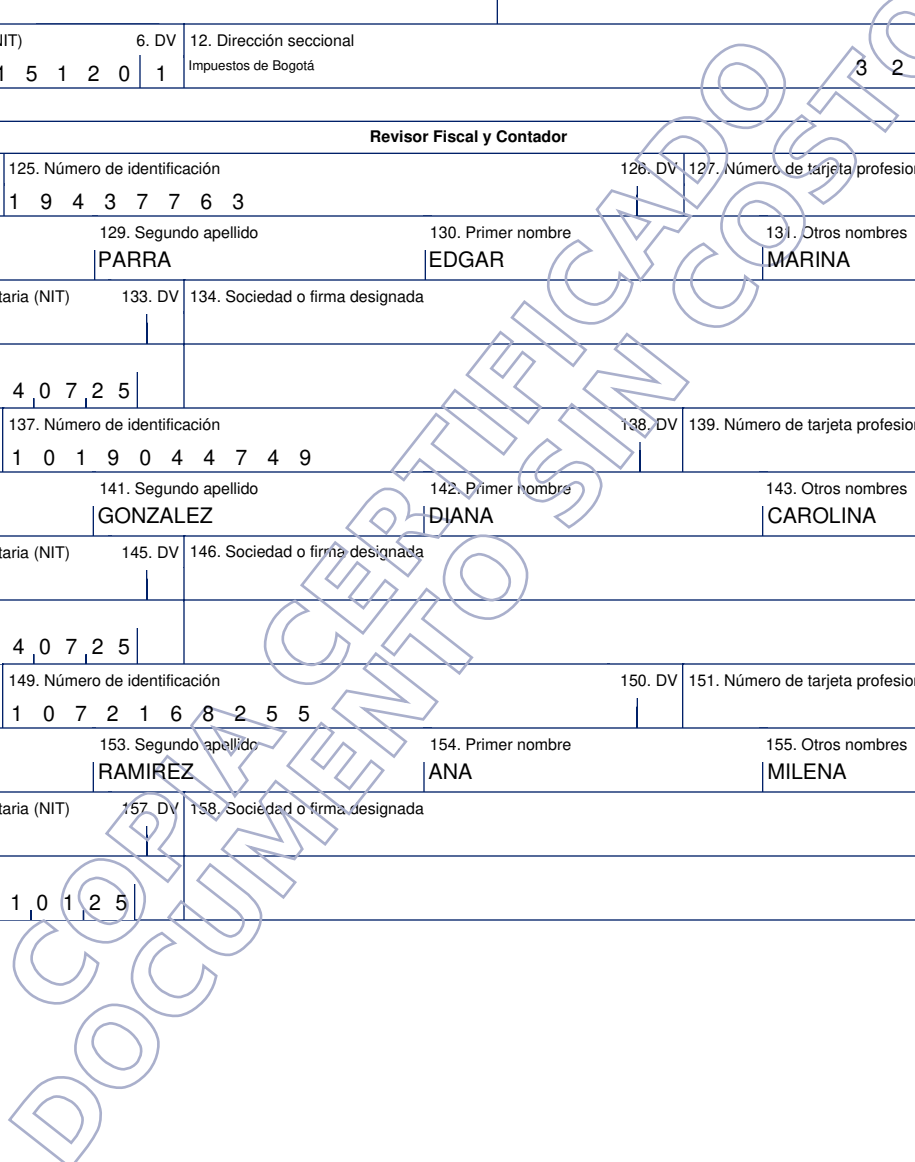 IT) 6. DV 12. Dirección seccional
1 5 1 2 0 1 Impuestos de Bogotá 3 2
Revisor Fiscal y Contador
125. Número de identificación 126. DV 127. Número de tarjeta profesion
1 9 4 3 7 7 6 3
129. Segundo apellido 130. Primer nombre 131. Otros nombres
PARRA EDGAR MARINA
taria (NIT) 133. DV 134. Sociedad o firma designada
4 0 7 2 5
137. Número de identificación 138. DV 139. Número de tarjeta profesion
1 0 1 9 0 4 4 7 4 9
141. Segundo apellido 142. Primer nombre 143. Otros nombres
GONZALEZ DIANA CAROLINA
taria (NIT) 145. DV 146. Sociedad o firma designada
4 0 7 2 5
149. Número de identificación 150. DV 151. Número de tarjeta profesion
1 0 7 2 1 6 8 2 5 5
153. Segundo apellido 154. Primer nombre 155. Otros nombres
RAMIREZ ANA MILENA
taria (NIT) 157. DV 158. Sociedad o firma designada
1 0 1 2 5
COPIA CERTIFICADO
DOCUMENTO SIN COSTO